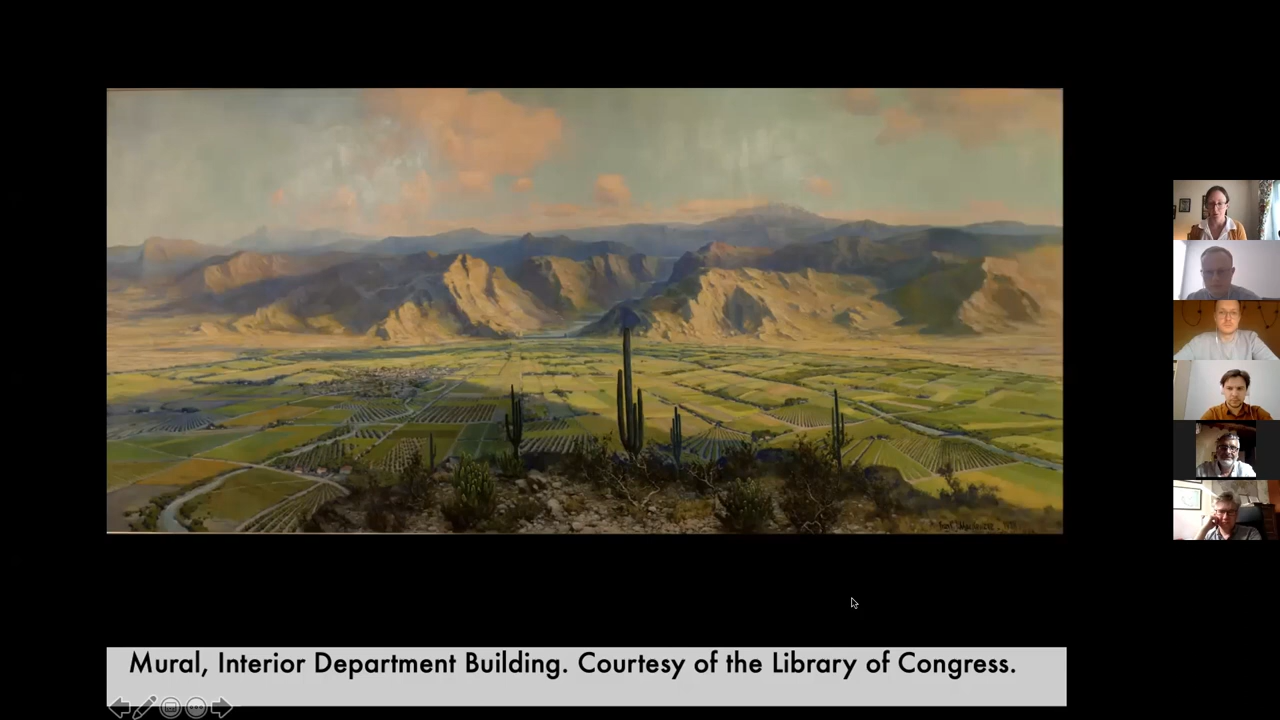 Mural, Interior Department Building. Courtesy of the Library of Congress.